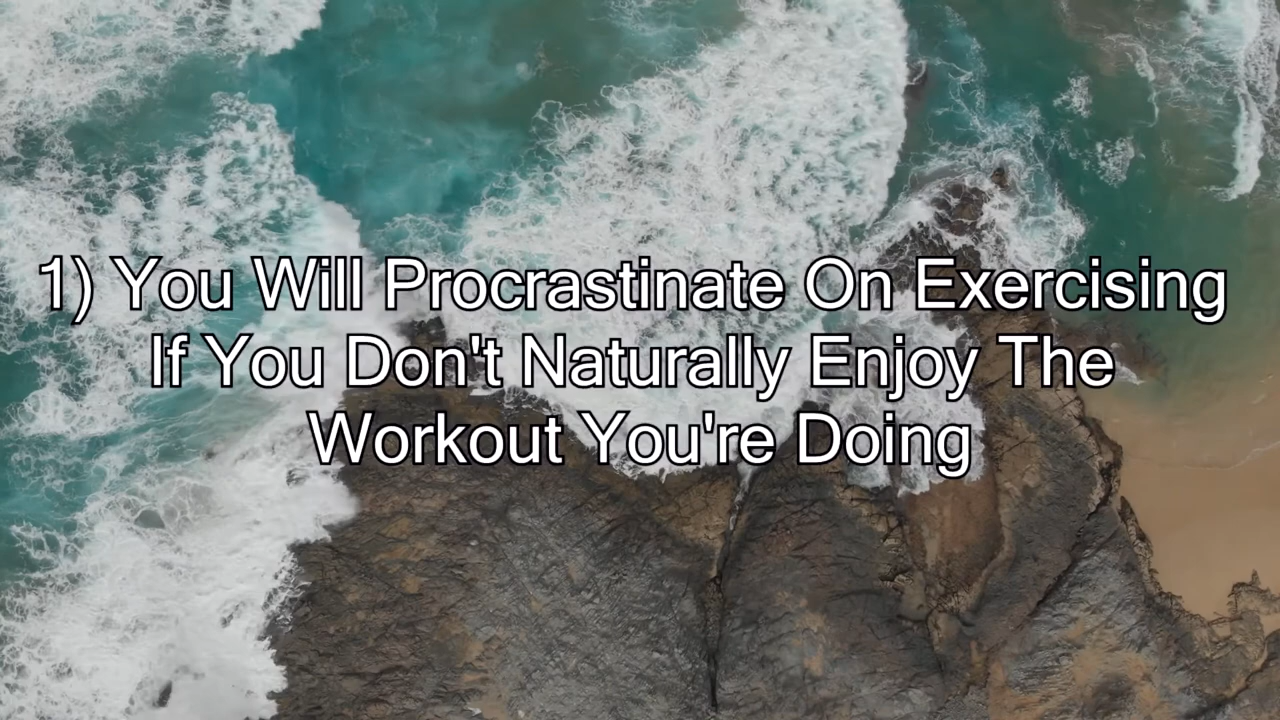 1) You Will Procrastinate On Exercising
If You Don't Naturally Enjoy The
Workout You're Doing